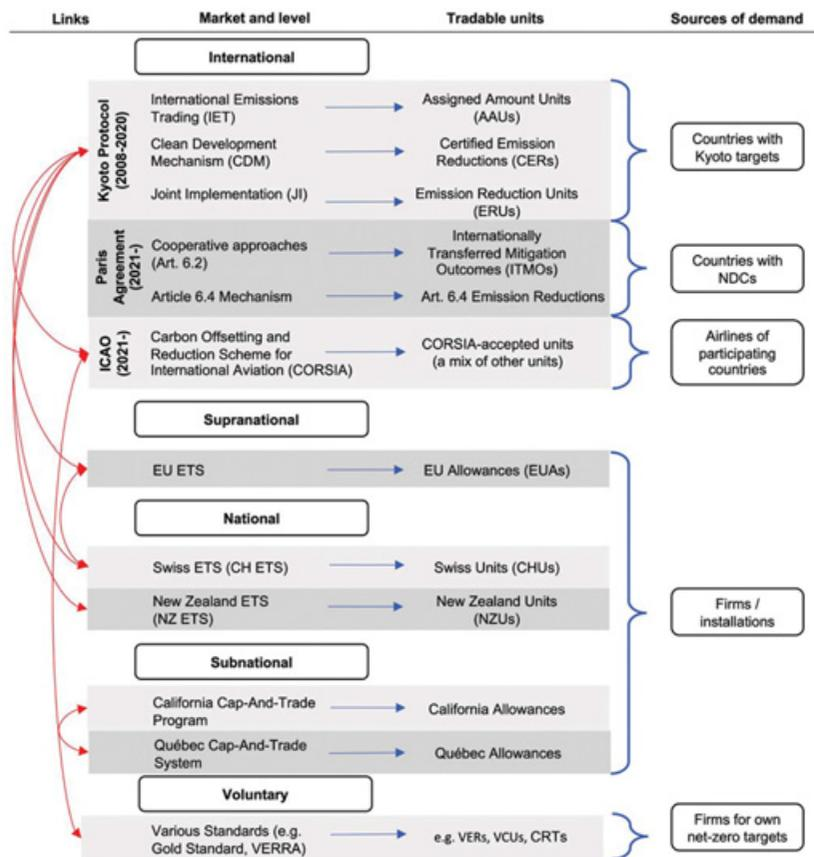 Links
Market and level
Tradable units
Sources of demand
International
Kyoto Protocol
(2008-2020)
International Emissions
Trading (IET)
Assigned Amount Units
(AAUs)
Clean Development
Mechanism (CDM)
Certified Emission
Reductions (CERs)
Joint Implementation (JI)
Emission Reduction Units
(ERUs)
Countries with
Kyoto targets
Paris
Agreement
(2021-)
Cooperative approaches
(Art. 6.2)
Internationally
Transferred Mitigation
Outcomes (ITMOs)
Article 6.4 Mechanism
Art. 6.4 Emission Reductions
Countries with
NDCs
ICAO
(2021-)
Carbon Offsetting and
Reduction Scheme for
International Aviation (CORSIA)
CORSIA-accepted units
(a mix of other units)
Airlines of
participating
countries
Supranational
EU ETS
EU Allowances (EUAs)
National
Swiss ETS (CH ETS)
Swiss Units (CHUs)
New Zealand ETS
(NZ ETS)
New Zealand Units
(NZUs)
Firms /
installations
Subnational
California Cap-And-Trade
Program
California Allowances
Québec Cap-And-Trade
System
Québec Allowances
Voluntary
Various Standards (e.g.
Gold Standard, VERRA)
e.g. VERs, VCUs, CRTs
Firms for own
net-zero targets